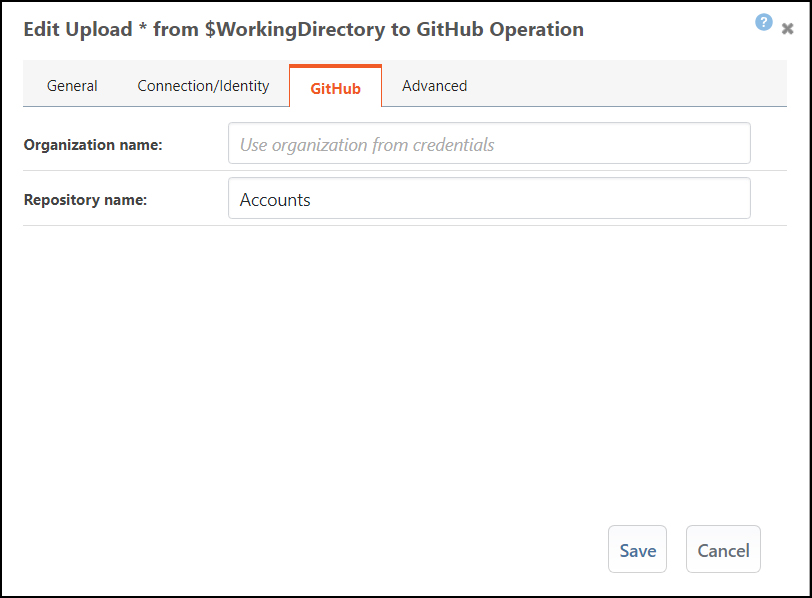 Edit Upload * from $WorkingDirectory to GitHub Operation
?
General Connection/Identity GitHub Advanced
Organization name: Use organization from credentials
Repository name: Accounts
Save Cancel